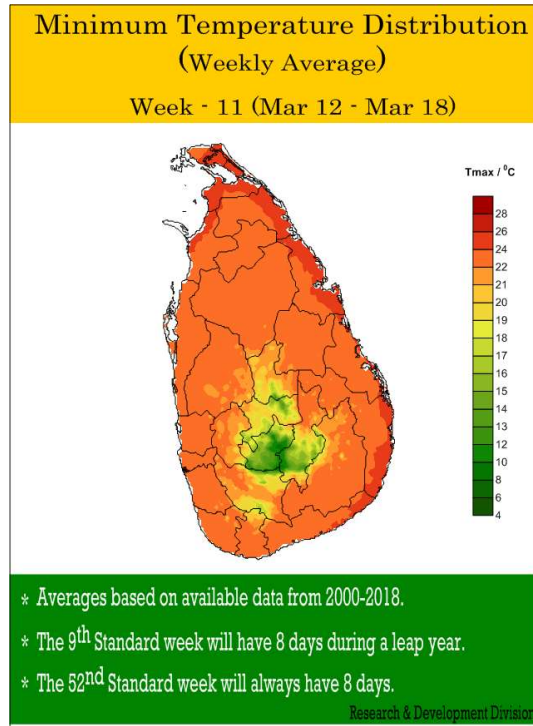 Minimum Temperature Distribution
(Weekly Average)
Week - 11 (Mar 12 - Mar 18)
Tmax / ⁰C
28
26
24
22
21
20
19
18
17
16
15
14
13
12
10
8
6
4
* Averages based on available data from 2000-2018.
* The 9th Standard week will have 8 days during a leap year.
* The 52nd Standard week will always have 8 days.
Research & Development Division